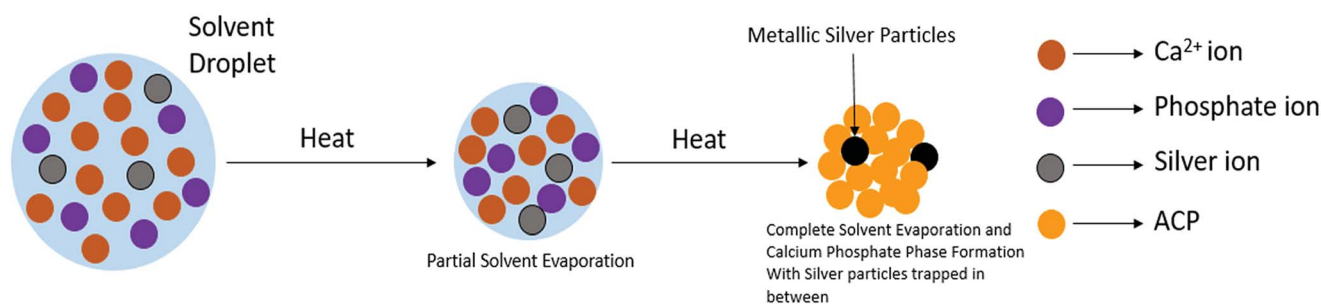 Solvent
Droplet
Heat
Partial Solvent Evaporation
Heat
Metallic Silver Particles
Complete Solvent Evaporation and
Calcium Phosphate Phase Formation
With Silver particles trapped in
between
Ca²⁺ ion
Phosphate ion
Silver ion
ACP